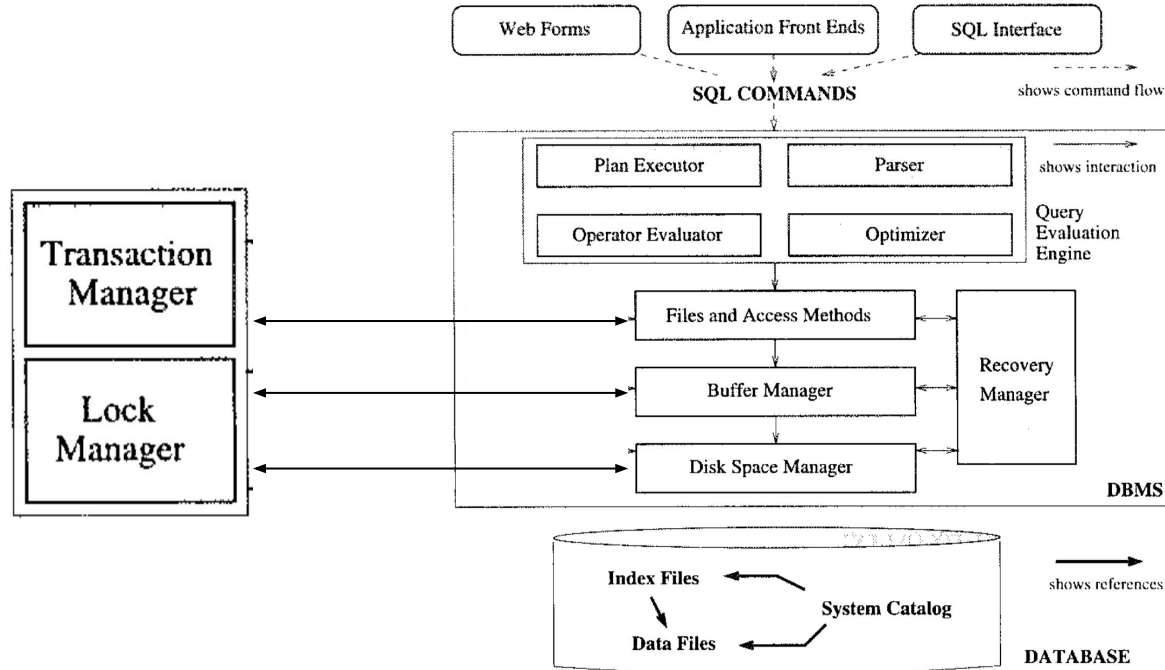 Web Forms
Application Front Ends
SQL Interface
SQL COMMANDS
shows command flow
Plan Executor
Parser
shows interaction
Operator Evaluator
Optimizer
Query
Evaluation
Engine
Transaction
Manager
Lock
Manager
Files and Access Methods
Buffer Manager
Disk Space Manager
Recovery
Manager
DBMS
Index Files
System Catalog
Data Files
shows references
DATABASE